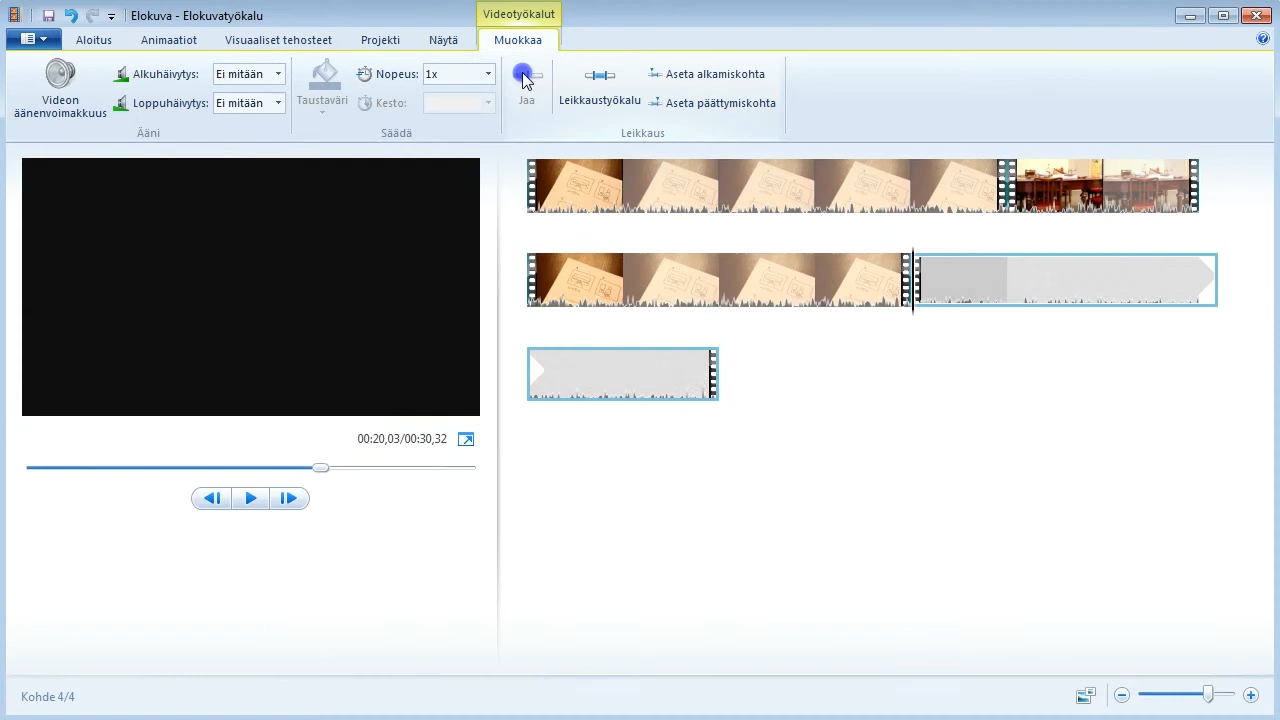 Elokuva - Elokuvatyökalu
Videotyökalut
Aloitus
Animaatiot
Visuaaliset tehosteet
Projekti
Näytä
Muokkaa
Videon
äänenvoimakkuus
Alkuhäivytys: Ei mitään
Loppuhäivytys: Ei mitään
Ääni
Taustaväri
Nopeus: 1x
Kesto:
Säädä
Jaa
Leikkaustyökalu
Aseta alkamiskohta
Aseta päättymiskohta
Leikkaus
00:20,03/00:30,32
Kohde 4/4